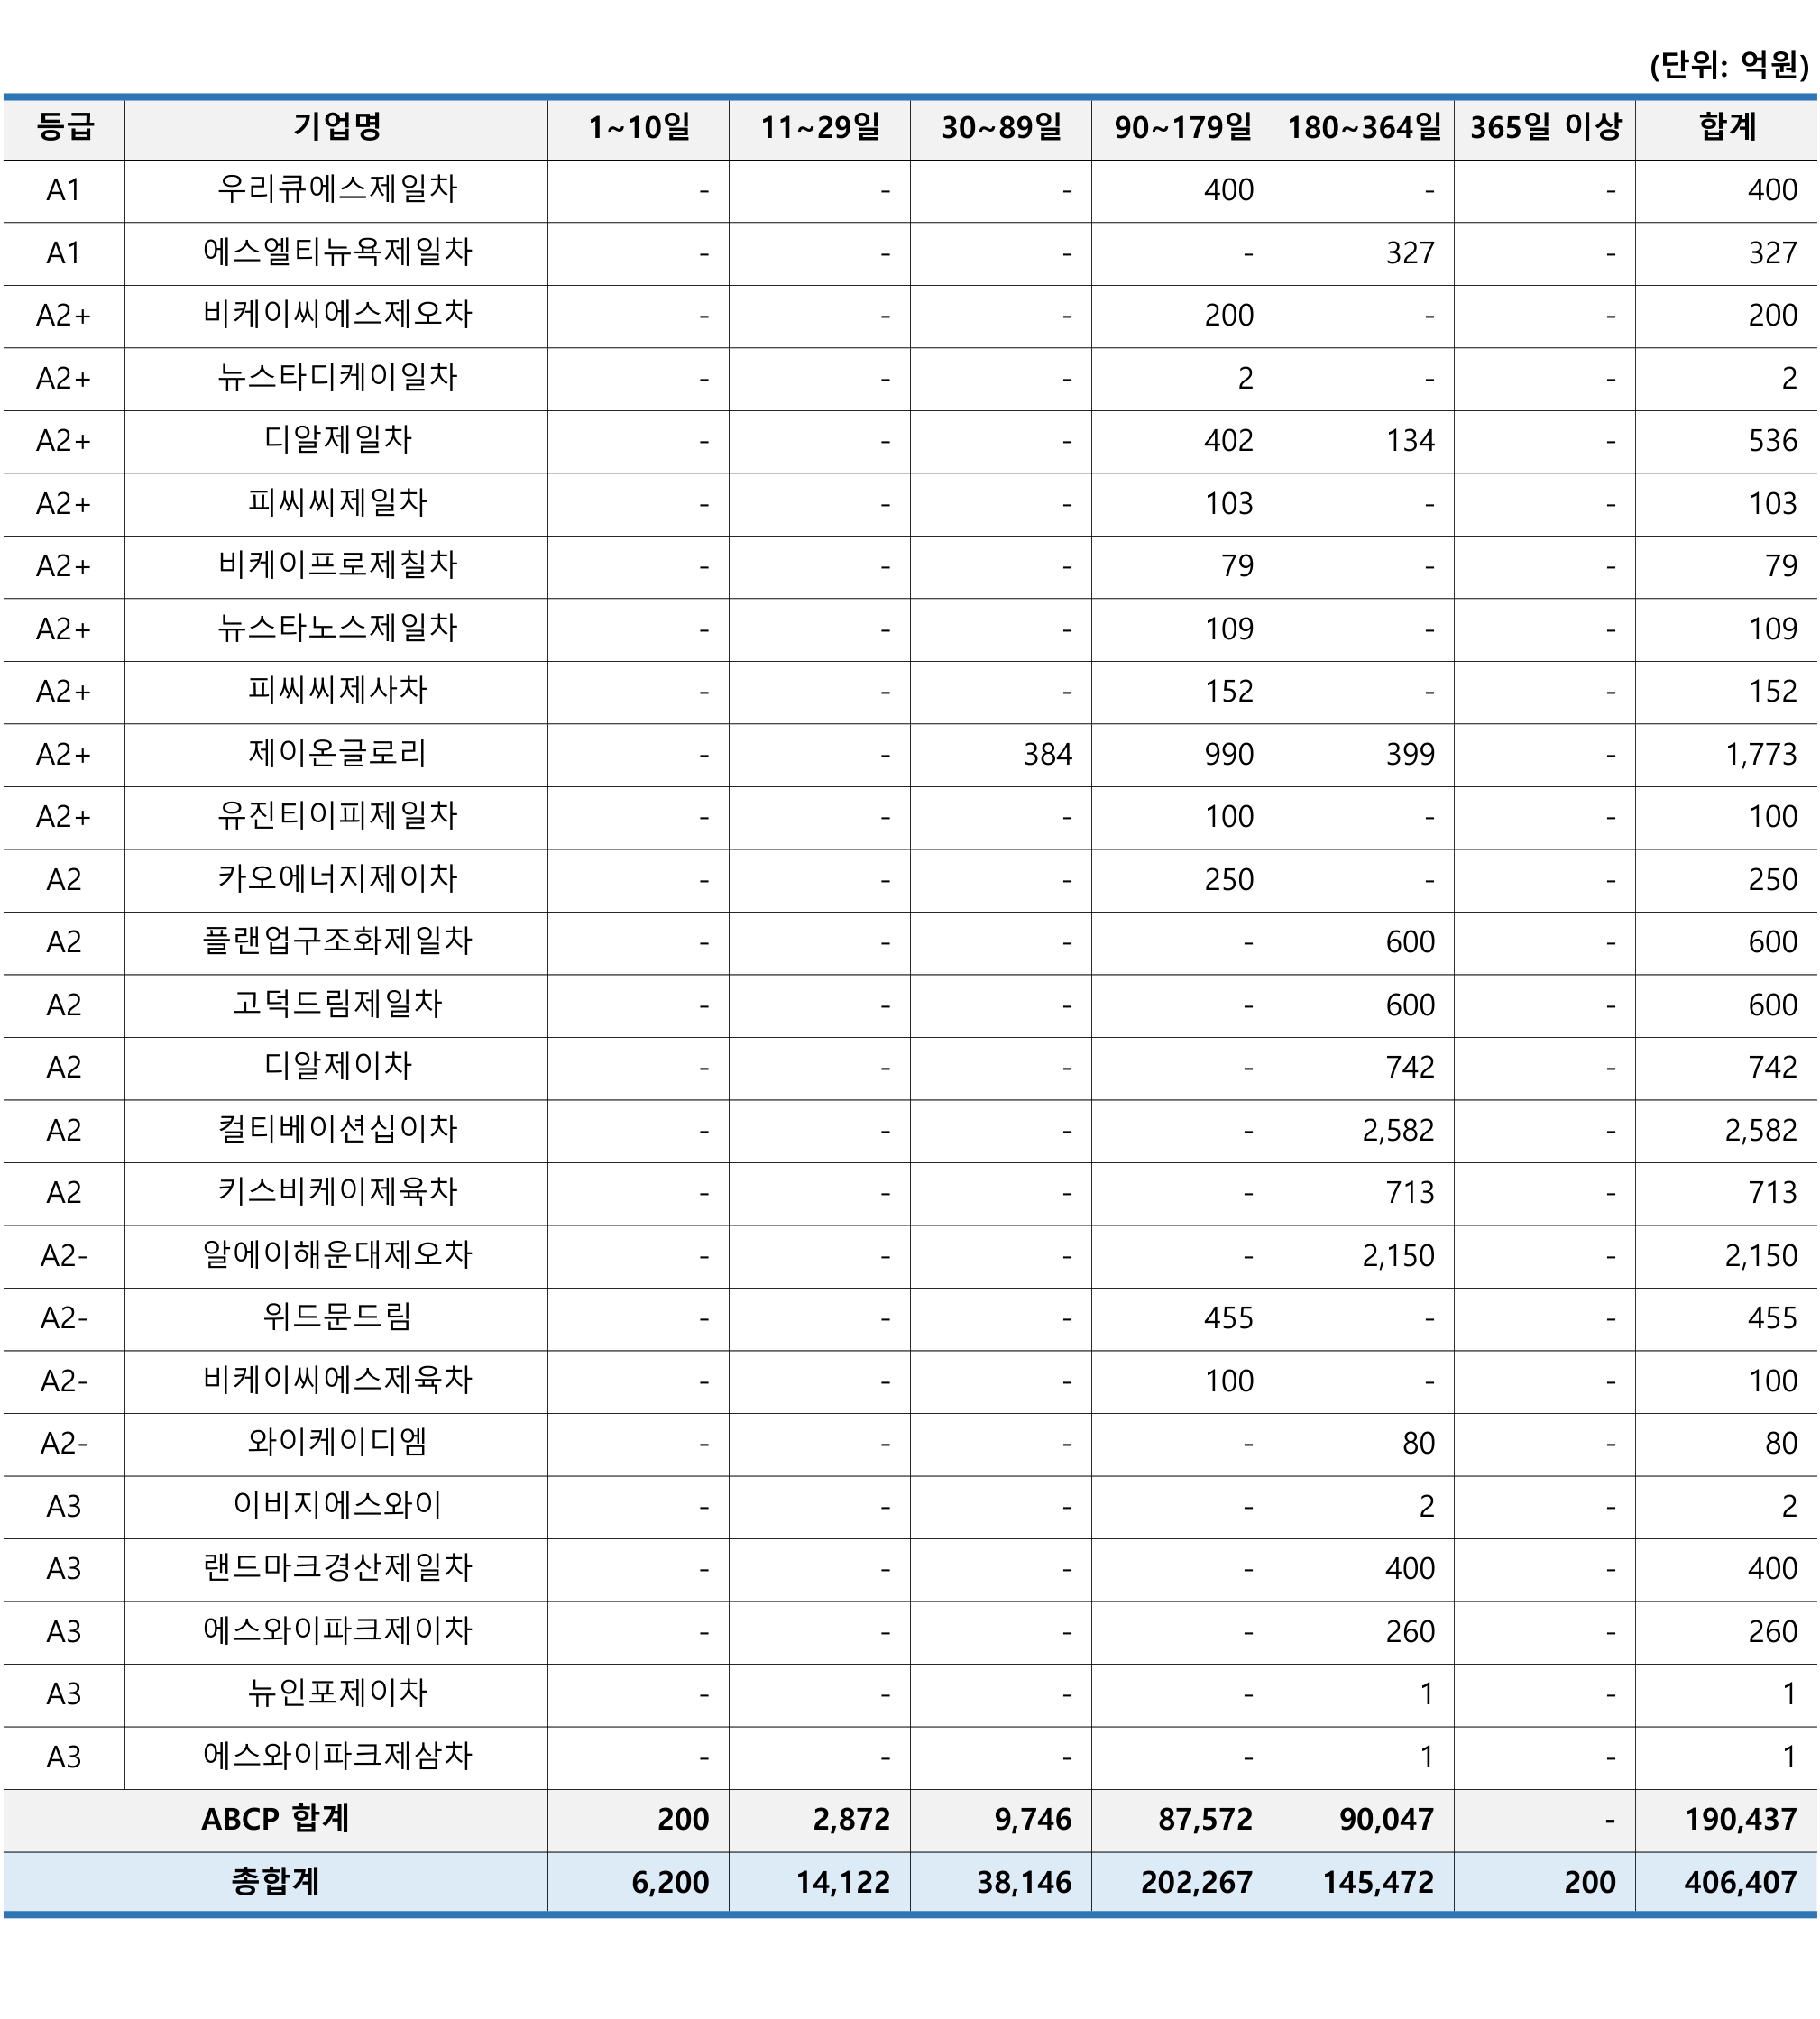 (단위: 억원)
등급 기업명 1~10일 11~29일 30~89일 90~179일 180~364일 365일 이상 합계
A1 우리큐에스제일차 - - - 400 - - 400
A1 에스엘티뉴욕제일차 - - - - 327 - 327
A2+ 비케이씨에스제오차 - - - 200 - - 200
A2+ 뉴스타디케이일차 - - - 2 - - 2
A2+ 디알제일차 - - - 402 134 - 536
A2+ 피씨씨제일차 - - - 103 - - 103
A2+ 비케이프로제칠차 - - - 79 - - 79
A2+ 뉴스타노스제일차 - - - 109 - - 109
A2+ 피씨씨제사차 - - - 152 - - 152
A2+ 제이온글로리 - - 384 990 399 - 1,773
A2+ 유진티이피제일차 - - - 100 - - 100
A2 카오에너지제이차 - - - 250 - - 250
A2 플랜업구조화제일차 - - - - 600 - 600
A2 고덕드림제일차 - - - - 600 - 600
A2 디알제이차 - - - - 742 - 742
A2 컬티베이션십이차 - - - - 2,582 - 2,582
A2 키스비케이제육차 - - - - 713 - 713
A2- 알에이해운대제오차 - - - - 2,150 - 2,150
A2- 위드문드림 - - - 455 - - 455
A2- 비케이씨에스제육차 - - - 100 - - 100
A2- 와이케이디엠 - - - - 80 - 80
A3 이비지에스와이 - - - - 2 - 2
A3 랜드마크경산제일차 - - - - 400 - 400
A3 에스와이파크제이차 - - - - 260 - 260
A3 뉴인포제이차 - - - - 1 - 1
A3 에스와이파크제삼차 - - - - 1 - 1
ABCP 합계 200 2,872 9,746 87,572 90,047 - 190,437
총합계 6,200 14,122 38,146 202,267 145,472 200 406,407